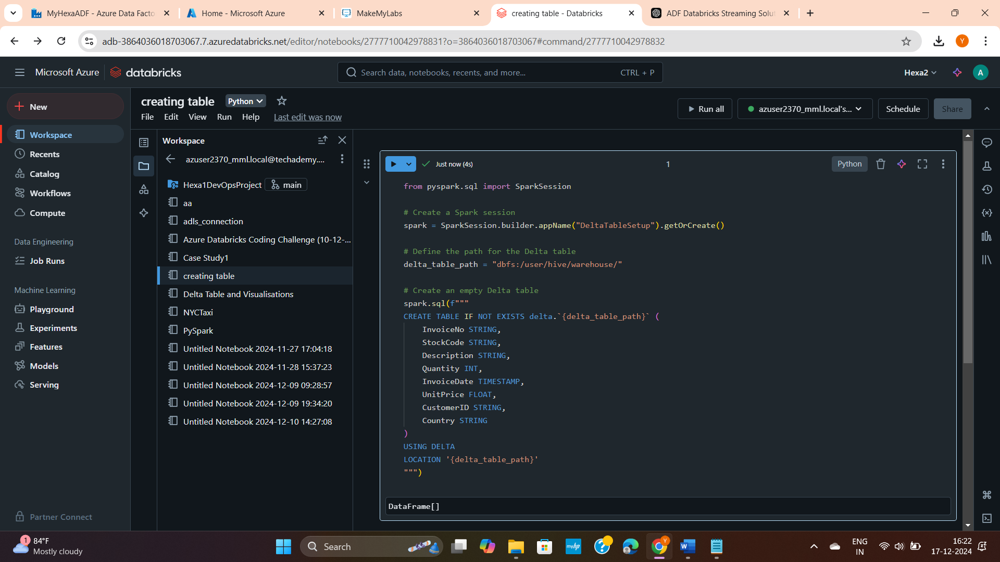 MyHexaADF - Azure Data Facto
Home - Microsoft Azure
MakeMyLabs
creating table - Databricks
ADF Databricks Streaming Solut
adb-3864036018703067.7.azuredatabricks.net/editor/notebooks/2777710042978831?o=3864036018703067#command/2777710042978832
Y
Microsoft Azure
databricks
Search data, notebooks, recents, and more...
CTRL + P
Hexa2
A
New
Workspace
Recents
Catalog
Workflows
Compute
Data Engineering
Job Runs
Machine Learning
Playground
Experiments
Features
Models
Serving
Partner Connect
creating table
Python
File Edit View Run Help Last edit was now
Run all
azuser2370_mml.local's...
Schedule
Share
Workspace
azuser2370_mml.local@techademy....
Hexa1DevOpsProject main
aa
adls_connection
Azure Databricks Coding Challenge (10-12-...
Case Study1
creating table
Delta Table and Visualisations
NYCTaxi
PySpark
Untitled Notebook 2024-11-27 17:04:18
Untitled Notebook 2024-11-28 15:37:23
Untitled Notebook 2024-12-09 09:28:57
Untitled Notebook 2024-12-09 19:34:20
Untitled Notebook 2024-12-10 14:27:08
Just now (4s)
1
Python
from pyspark.sql import SparkSession
# Create a Spark session
spark = SparkSession.builder.appName("DeltaTableSetup").getOrCreate()
# Define the path for the Delta table
delta_table_path = "dbfs:/user/hive/warehouse/"
# Create an empty Delta table
spark.sql(f"""
CREATE TABLE IF NOT EXISTS delta.`{delta_table_path}` (
InvoiceNo STRING,
StockCode STRING,
Description STRING,
Quantity INT,
InvoiceDate TIMESTAMP,
UnitPrice FLOAT,
CustomerID STRING,
Country STRING
)
USING DELTA
LOCATION '{delta_table_path}'
""")
DataFrame[]
1
84°F
Mostly cloudy
Search
myhp
Y
W
ENG
IN
16:22
17-12-2024